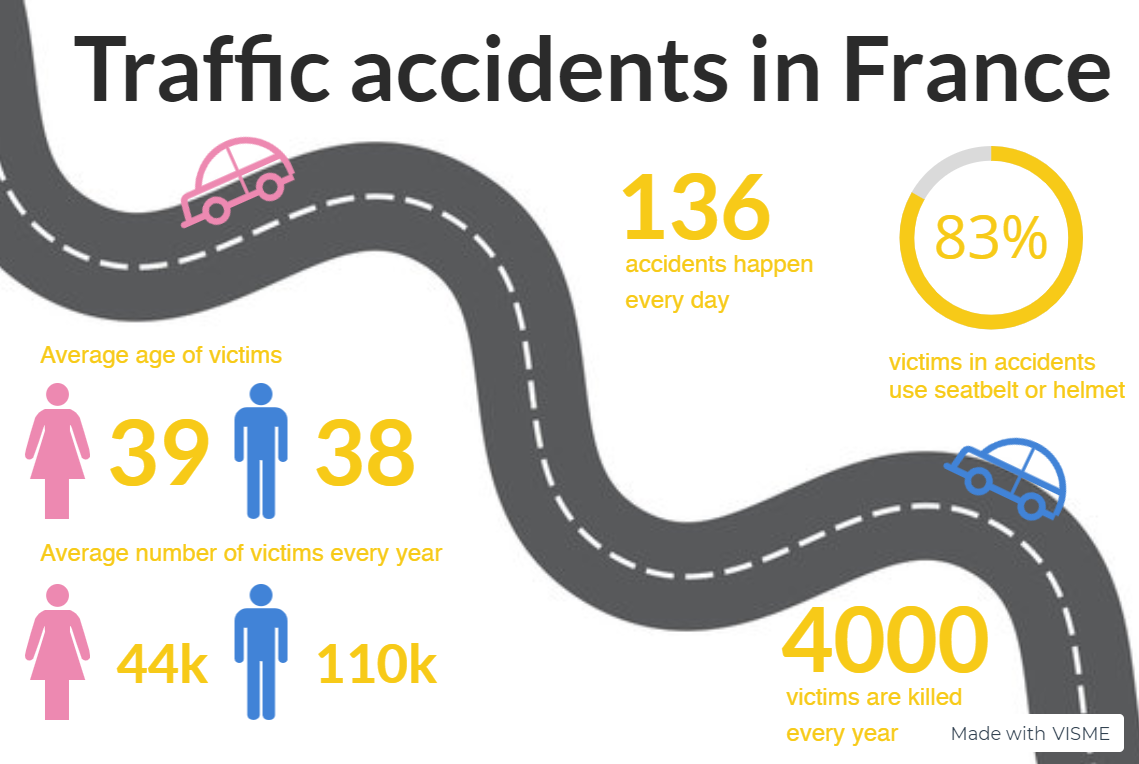 Traffic accidents in France
136
accidents happen
every day
83%
victims in accidents
use seatbelt or helmet
Average age of victims
39
38
Average number of victims every year
44k
110k
4000
victims are killed
every year
Made with VISME